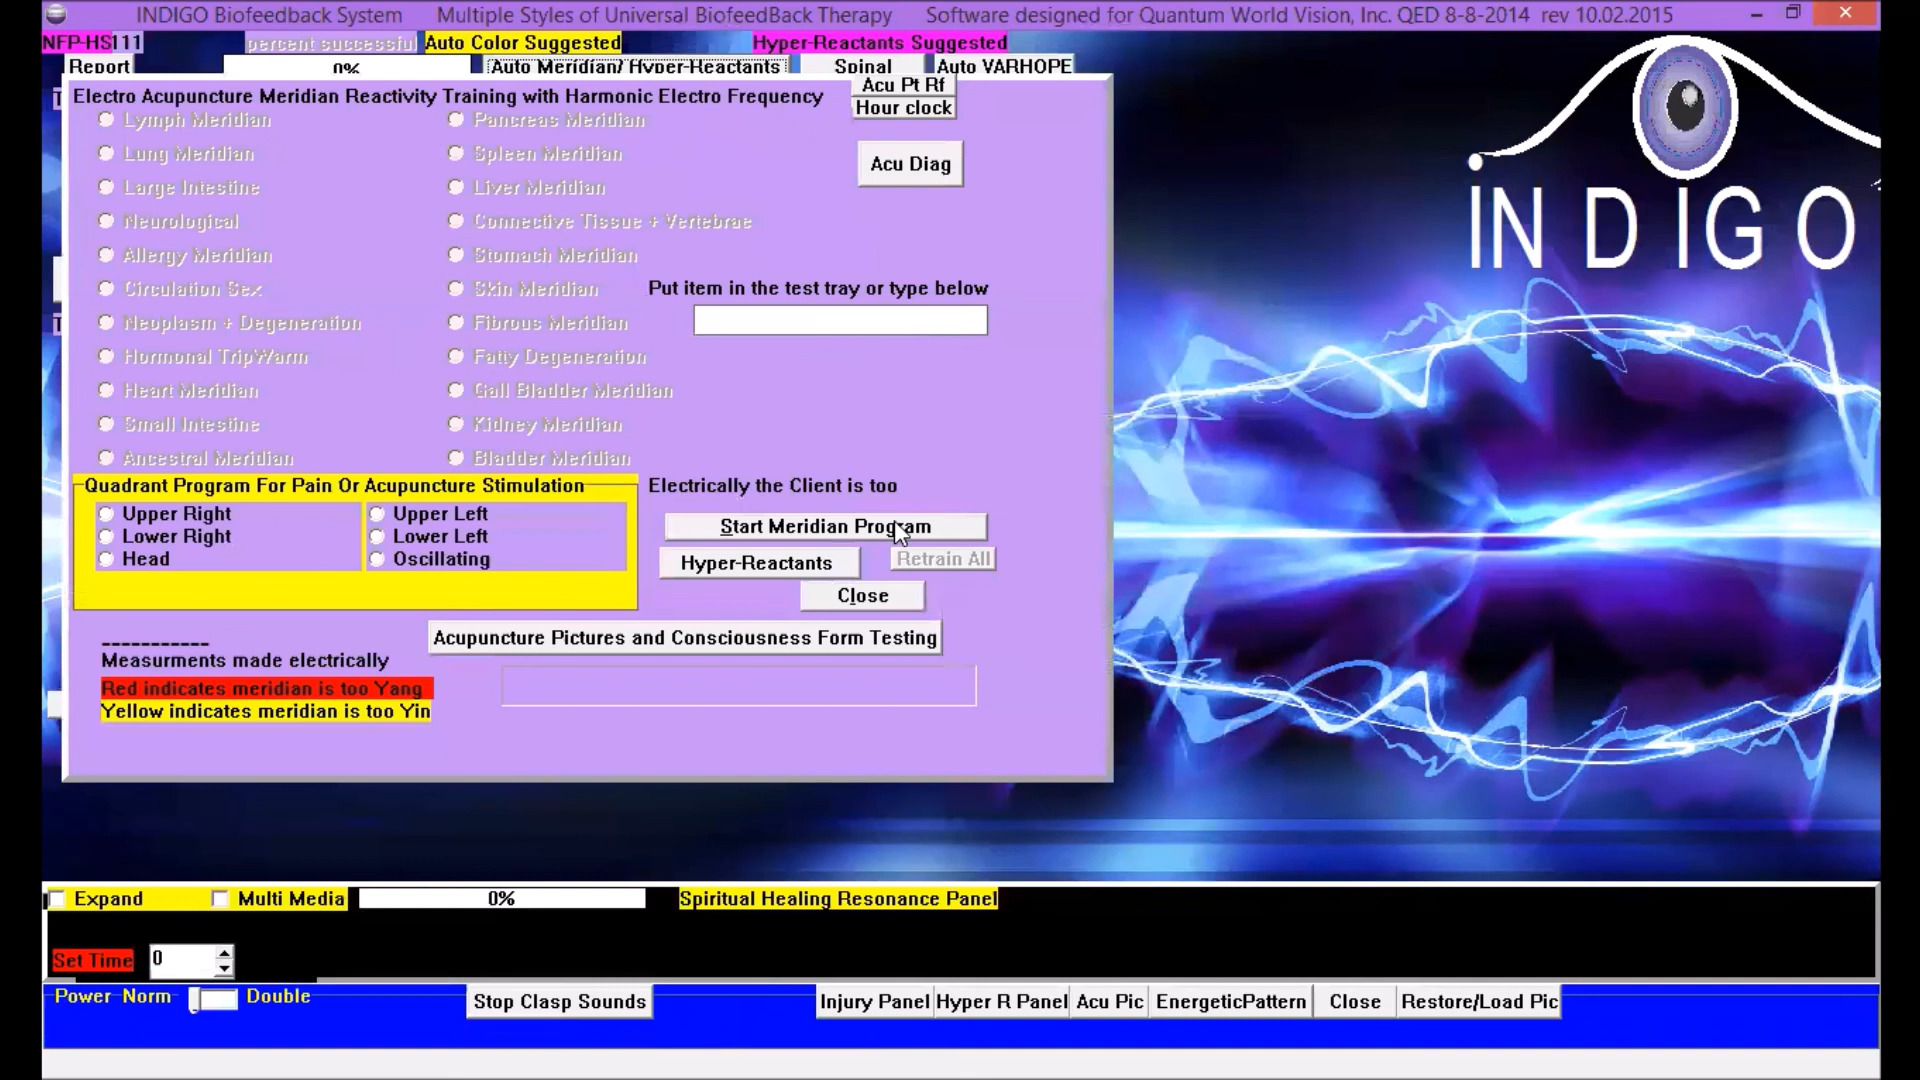 INDIGO Biofeedback System Multiple Styles of Universal BiofeedBack Therapy Software designed for Quantum World Vision, Inc. QED 8-8-2014 rev 10.02.2015
NFP-HS111 percent successful Auto Color Suggested Hyper-Reactants Suggested
Report 0% Auto Meridian/ Hyper-Reactants Spinal Auto VARHOPE
Electro Acupuncture Meridian Reactivity Training with Harmonic Electro Frequency
Acu Pt Rf
Hour clock
Acu Diag
Lymph Meridian Pancreas Meridian
Lung Meridian Spleen Meridian
Large Intestine Liver Meridian
Neurological Connective Tissue + Vertebrae
Allergy Meridian Stomach Meridian
Circulation Sex Skin Meridian
Neoplasm + Degeneration Fibrous Meridian
Hormonal TripWarm Fatty Degeneration
Heart Meridian Gall Bladder Meridian
Small Intestine Kidney Meridian
Ancestral Meridian Bladder Meridian
Put item in the test tray or type below
Quadrant Program For Pain Or Acupuncture Stimulation
Upper Right Upper Left
Lower Right Lower Left
Head Oscillating
Electrically the Client is too
Start Meridian Program
Hyper-Reactants Retrain All
Close
Acupuncture Pictures and Consciousness Form Testing
-----------
Measurments made electrically
Red indicates meridian is too Yang
Yellow indicates meridian is too Yin
INDIGO
Expand Multi Media 0% Spiritual Healing Resonance Panel
Set Time 0
Power Norm Double Stop Clasp Sounds Injury Panel Hyper R Panel Acu Pic EnergeticPattern Close Restore/Load Pic